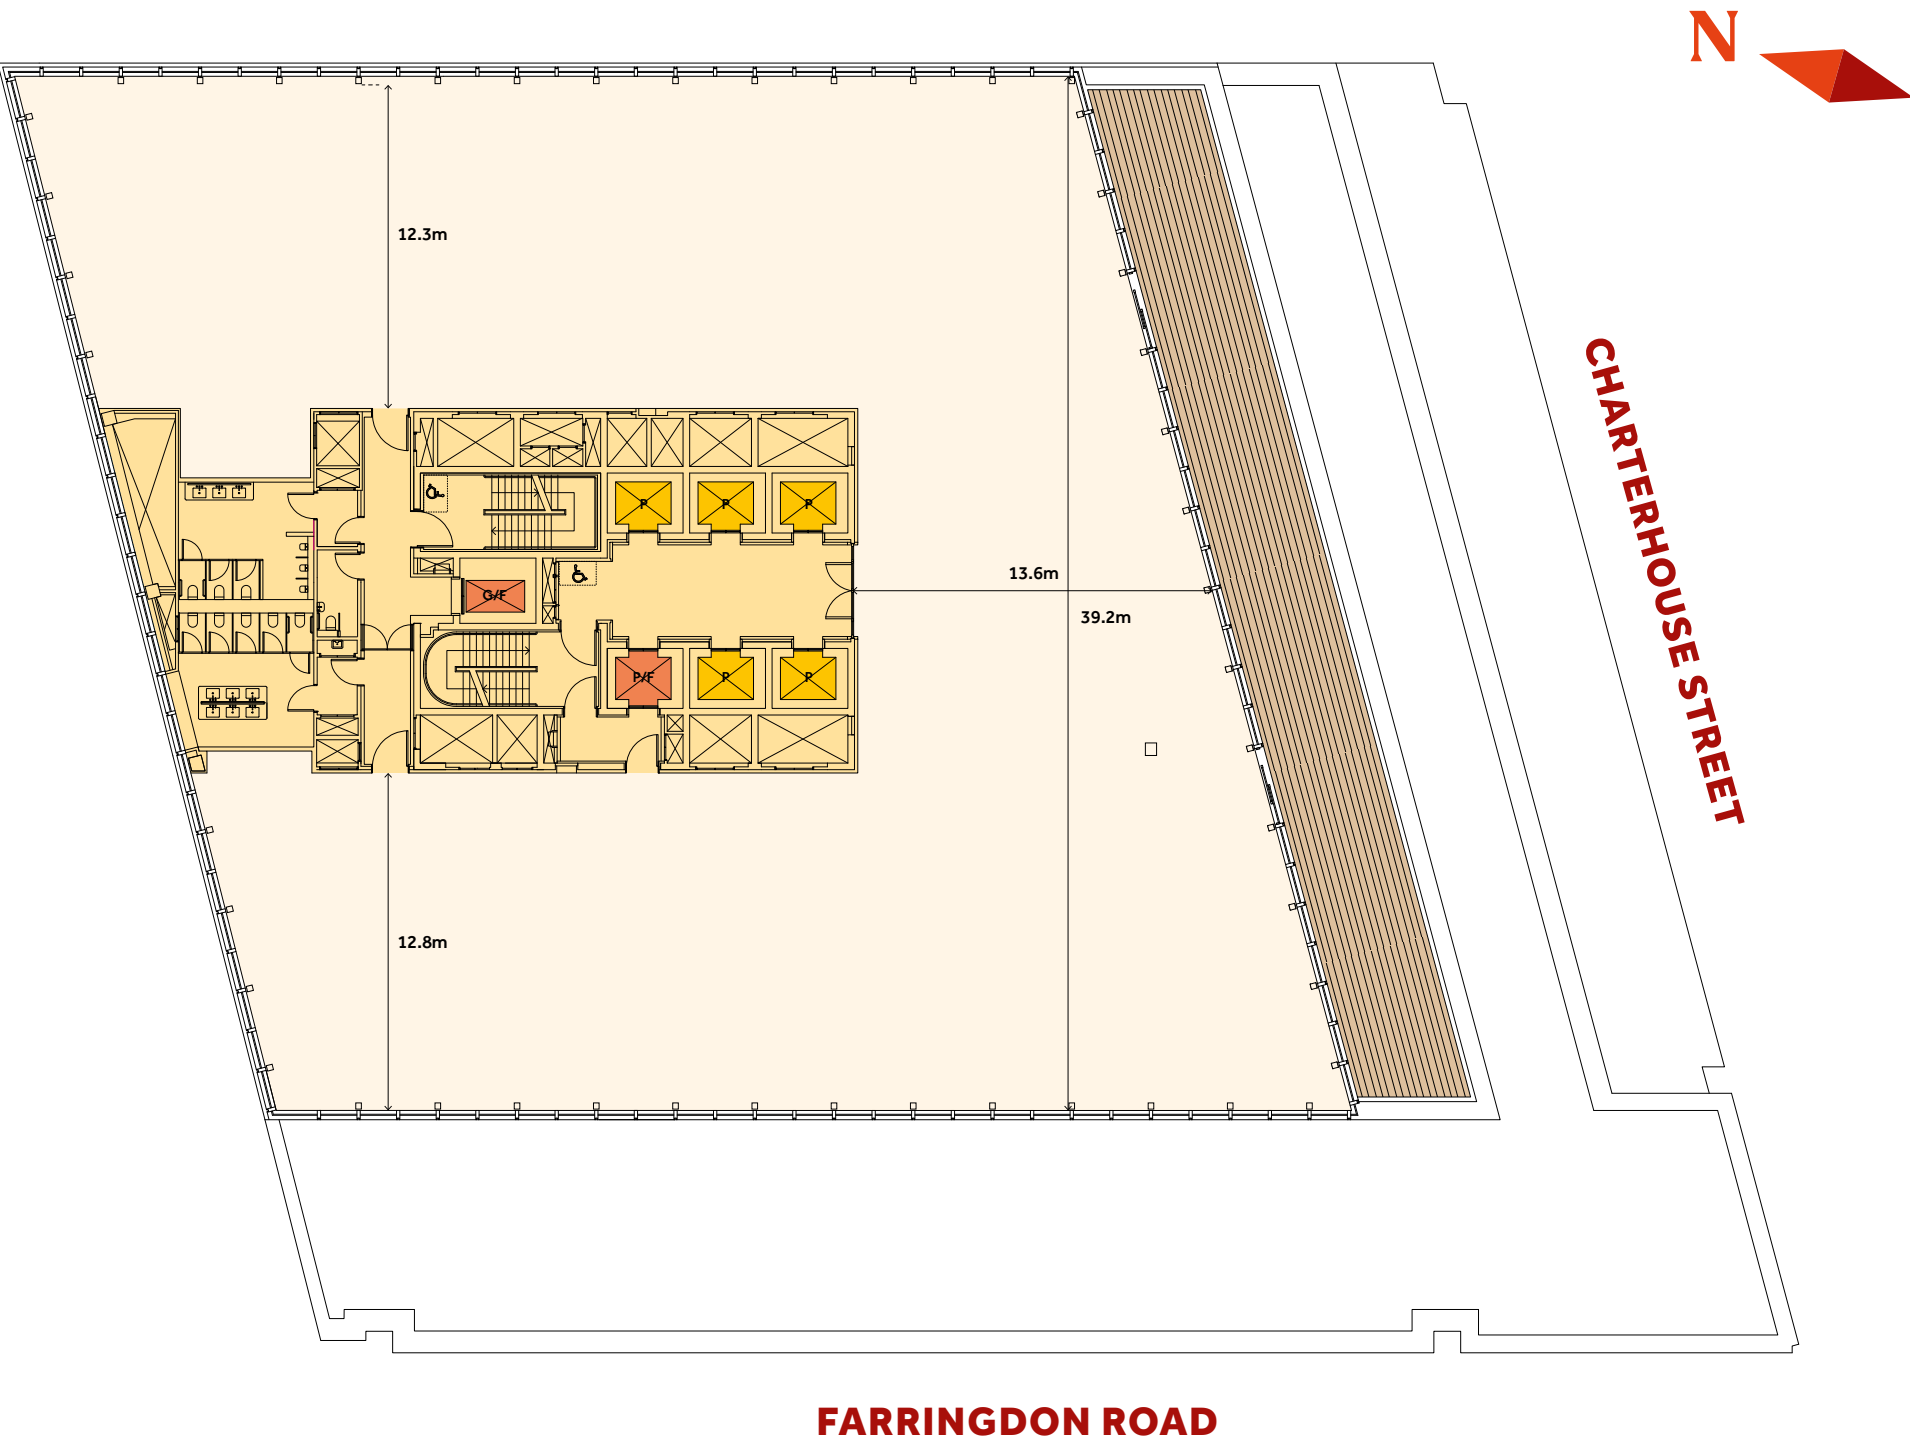 N
12.3m
CHARTERHOUSE STREET
P
P
P
G/F
13.6m
39.2m
P/F
P
P
12.8m
FARRINGDON ROAD